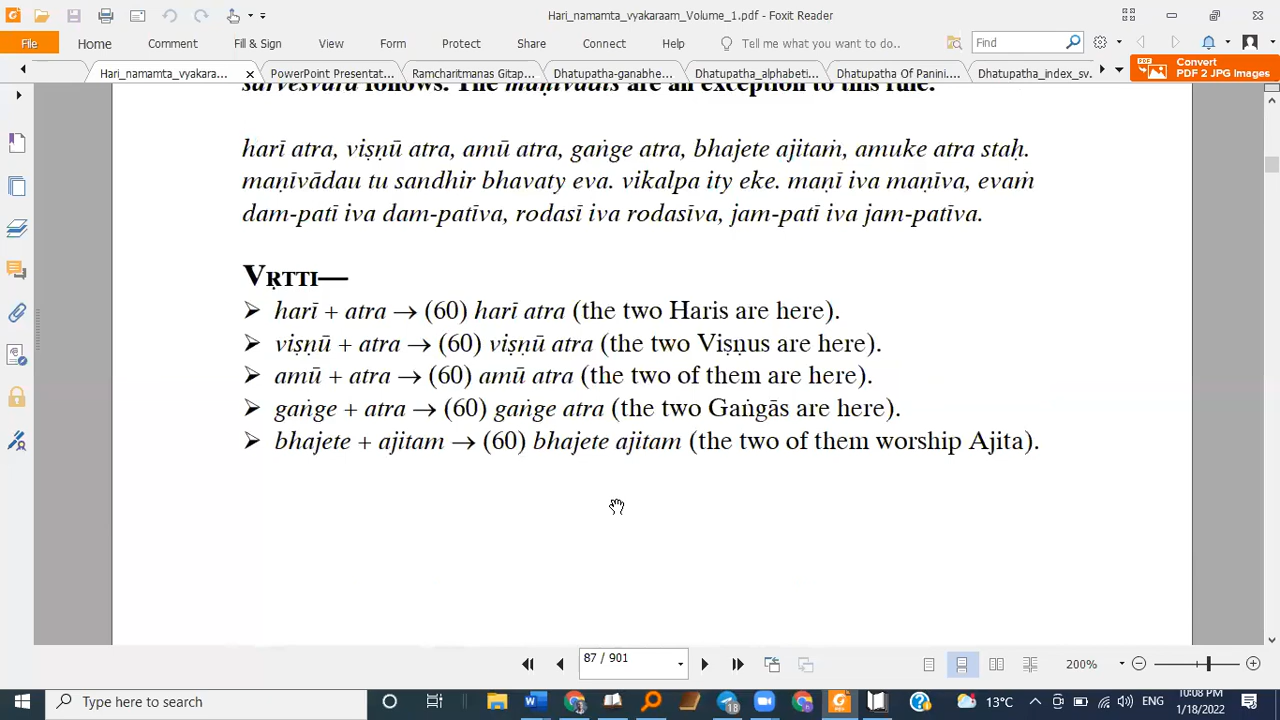 Hari_namamta_vyakaraam_Volume_1.pdf - Foxit Reader
File Home Comment Fill & Sign View Form Protect Share Connect Help Tell me what you want to do.. Find
Hari_namamta_vyakara... × PowerPoint Presentat... Ramcharitmanas Gitap... Dhatupatha-ganabhe... Dhatupatha_alphabeti... Dhatupatha Of Panini.... Dhatupatha_index_sv. Convert PDF 2 JPG Images
sarveśvara follows. The maṇīvādis are an exception to this rule.
harī atra, viṣṇū atra, amū atra, gaṅge atra, bhajete ajitaṁ, amuke atra staḥ.
maṇīvādau tu sandhir bhavaty eva. vikalpa ity eke. maṇī iva maṇīva, evaṁ
dam-patī iva dam-patīva, rodasī iva rodasīva, jam-patī iva jam-patīva.
VṚTTI—
➢ harī + atra → (60) harī atra (the two Haris are here).
➢ viṣṇū + atra → (60) viṣṇū atra (the two Viṣṇus are here).
➢ amū + atra → (60) amū atra (the two of them are here).
➢ gaṅge + atra → (60) gaṅge atra (the two Gaṅgās are here).
➢ bhajete + ajitam → (60) bhajete ajitam (the two of them worship Ajita).
87 / 901 200%
Type here to search 18 13°C ENG 10:08 PM
1/18/2022